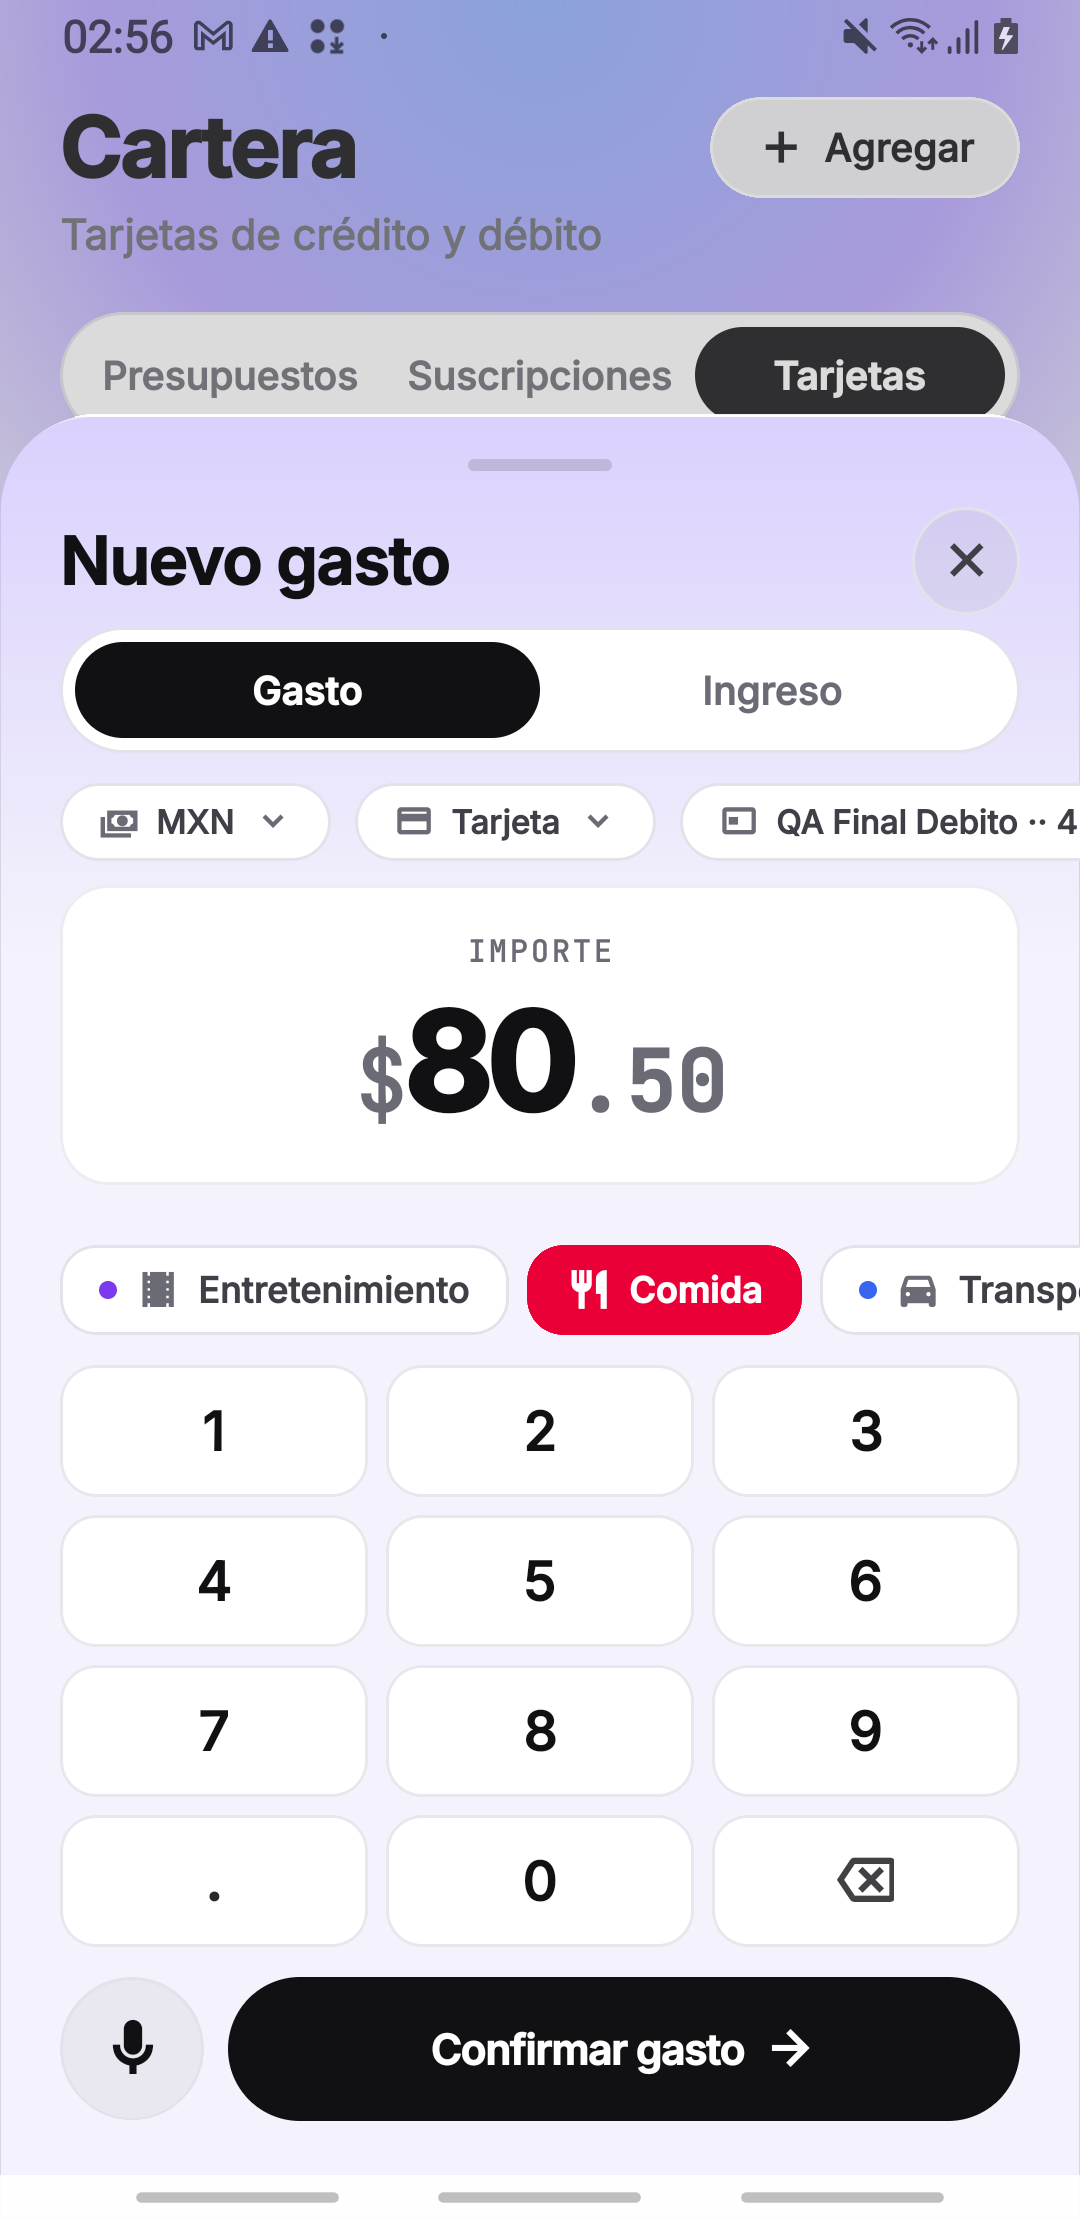 02:56
Cartera
+ Agregar
Tarjetas de crédito y débito
Presupuestos Suscripciones Tarjetas
Nuevo gasto
Gasto Ingreso
MXN Tarjeta QA Final Debito ·· 4
IMPORTE
$80.50
Entretenimiento Comida Transp
1 2 3
4 5 6
7 8 9
. 0
Confirmar gasto →